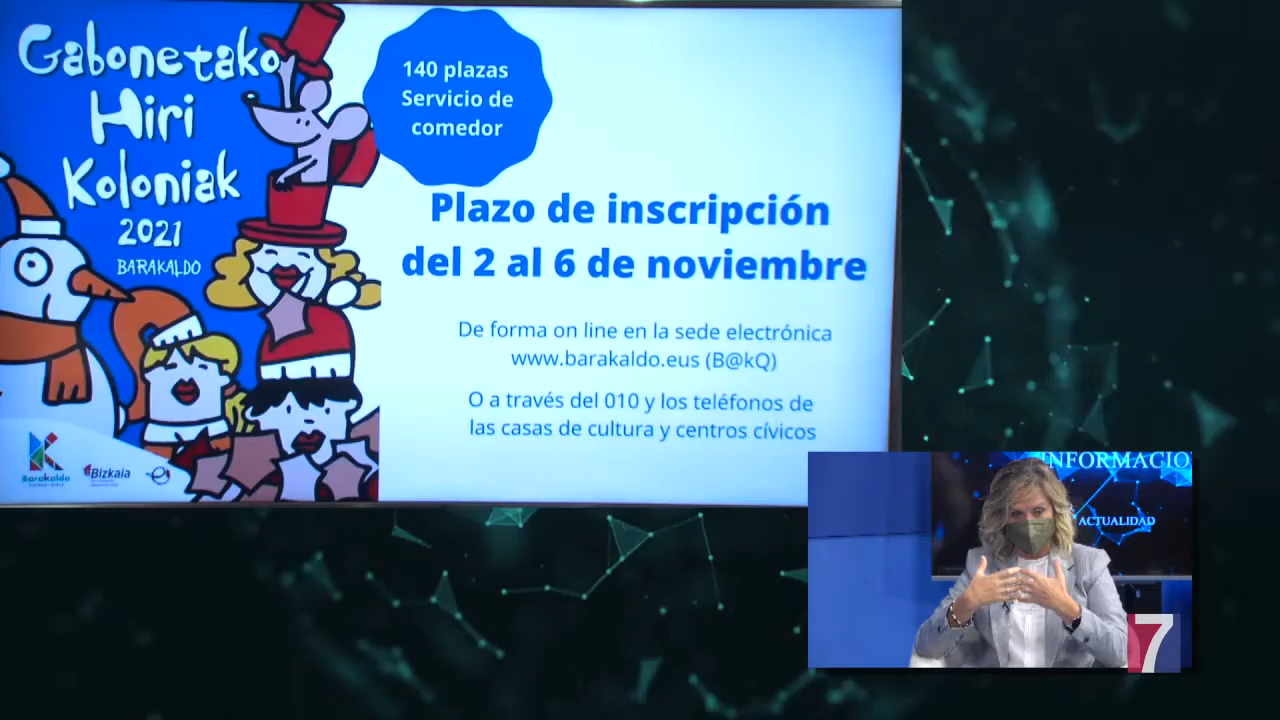 Gabonetako
Hiri
Koloniak
2021
BARAKALDO
140 plazas
Servicio de
comedor
Plazo de inscripción
del 2 al 6 de noviembre
De forma on line en la sede electrónica
www.barakaldo.eus (B@kQ)
O a través del 010 y los teléfonos de
las casas de cultura y centros cívicos
Barakaldo
Bizkaia
INFORMACIO
ACTUALIDAD
7